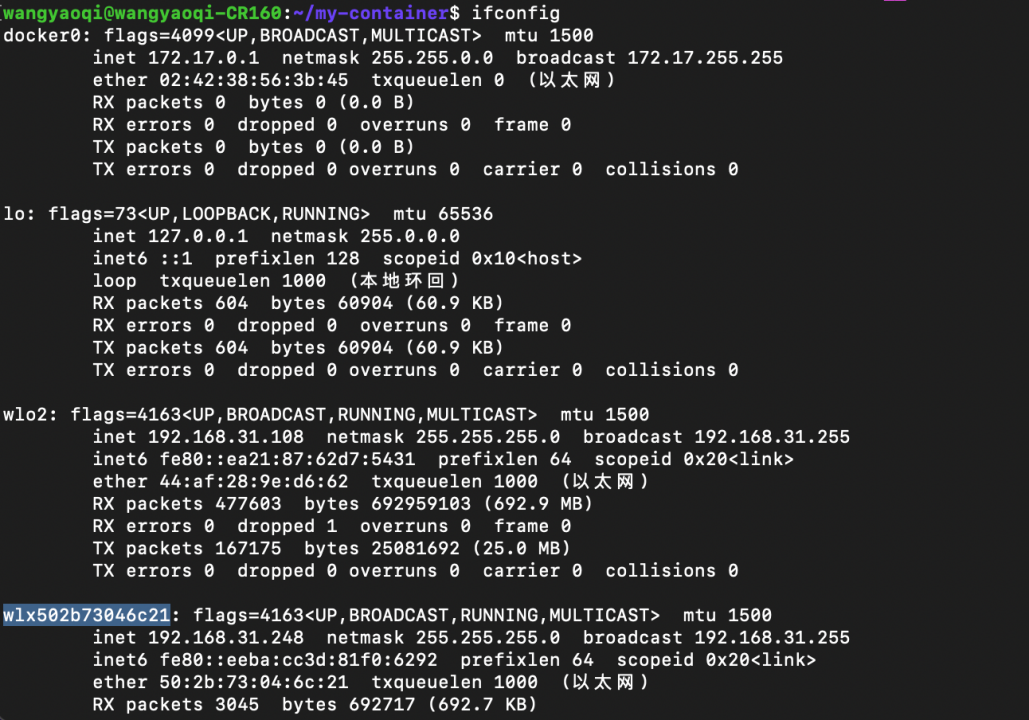 wangyaoqi@wangyaoqi-CR160:~/my-container$ ifconfig
docker0: flags=4099<UP,BROADCAST,MULTICAST>  mtu 1500
        inet 172.17.0.1  netmask 255.255.0.0  broadcast 172.17.255.255
        ether 02:42:38:56:3b:45  txqueuelen 0  (以太网)
        RX packets 0  bytes 0 (0.0 B)
        RX errors 0  dropped 0  overruns 0  frame 0
        TX packets 0  bytes 0 (0.0 B)
        TX errors 0  dropped 0 overruns 0  carrier 0  collisions 0

lo: flags=73<UP,LOOPBACK,RUNNING>  mtu 65536
        inet 127.0.0.1  netmask 255.0.0.0
        inet6 ::1  prefixlen 128  scopeid 0x10<host>
        loop  txqueuelen 1000  (本地环回)
        RX packets 604  bytes 60904 (60.9 KB)
        RX errors 0  dropped 0  overruns 0  frame 0
        TX packets 604  bytes 60904 (60.9 KB)
        TX errors 0  dropped 0 overruns 0  carrier 0  collisions 0

wlo2: flags=4163<UP,BROADCAST,RUNNING,MULTICAST>  mtu 1500
        inet 192.168.31.108  netmask 255.255.255.0  broadcast 192.168.31.255
        inet6 fe80::ea21:87:62d7:5431  prefixlen 64  scopeid 0x20<link>
        ether 44:af:28:9e:d6:62  txqueuelen 1000  (以太网)
        RX packets 477603  bytes 692959103 (692.9 MB)
        RX errors 0  dropped 1  overruns 0  frame 0
        TX packets 167175  bytes 25081692 (25.0 MB)
        TX errors 0  dropped 0 overruns 0  carrier 0  collisions 0

wlx502b73046c21: flags=4163<UP,BROADCAST,RUNNING,MULTICAST>  mtu 1500
        inet 192.168.31.248  netmask 255.255.255.0  broadcast 192.168.31.255
        inet6 fe80::eeba:cc3d:81f0:6292  prefixlen 64  scopeid 0x20<link>
        ether 50:2b:73:04:6c:21  txqueuelen 1000  (以太网)
        RX packets 3045  bytes 692717 (692.7 KB)